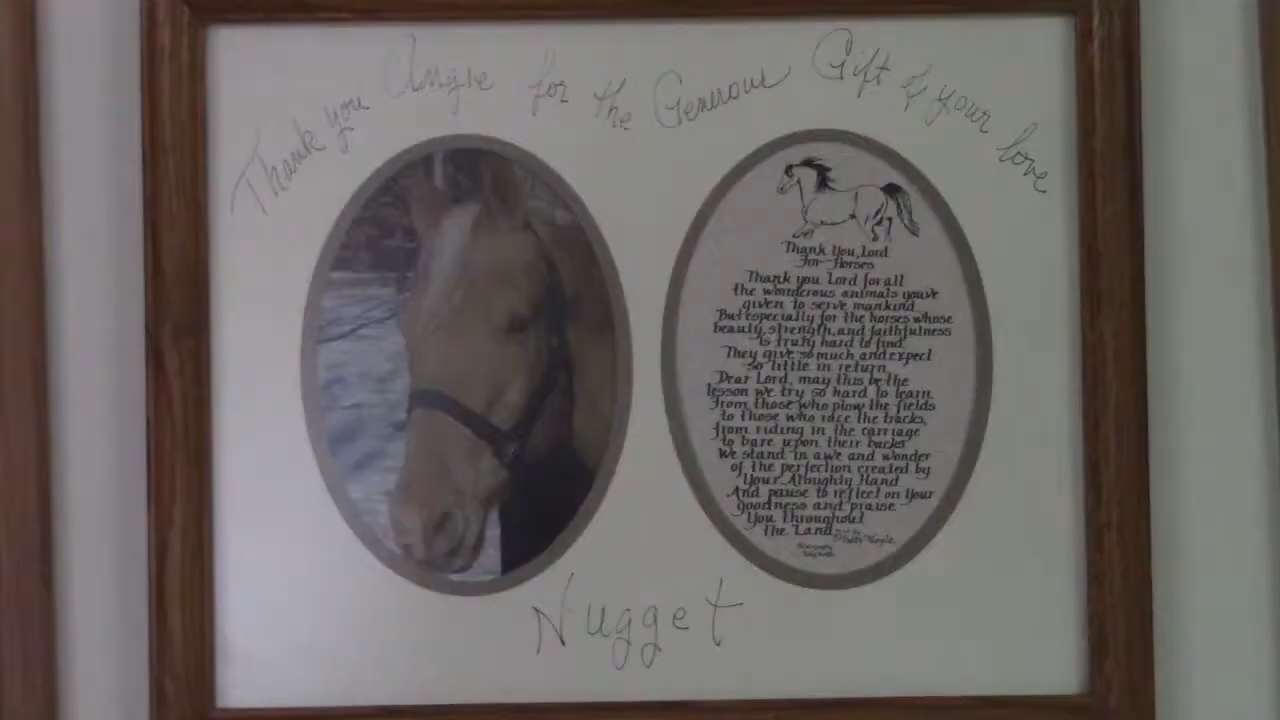 Thank you Angie for the Generous Gift of your love
Thank You, Lord
For Horses
Thank you Lord for all
the wonderous animals you've
given to serve mankind
But especially for the horses whose
beauty, strength, and faithfulness
is truly hard to find.
They give so much and expect
so little in return.
Dear Lord, may this be the
lesson we try so hard to learn.
From those who plow the fields
to those who race the tracks,
from riding in the carriage
to bare upon their backs.
We stand in awe and wonder
of the perfection created by
Your Almighty Hand
And pause to reflect on Your
goodness and praise
You Throughout
The Land
Nugget